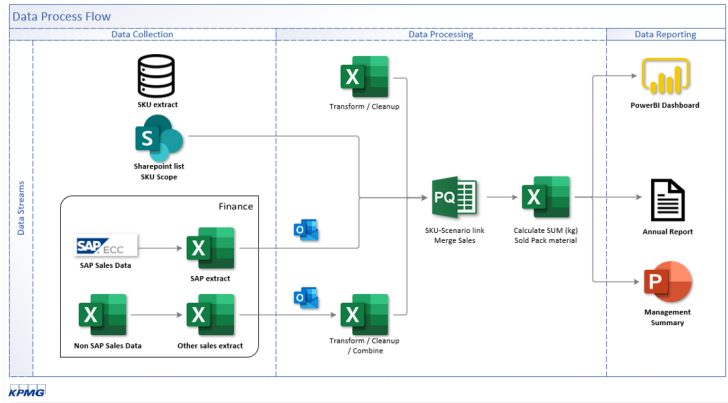 Data Process Flow
Data Collection
Data Processing
Data Reporting
Data Streams
SKU extract
X
Transform / Cleanup
PowerBI Dashboard
S
Sharepoint list
SKU Scope
Finance
PQ
SKU-Scenario link
Merge Sales
X
Calculate SUM (kg)
Sold Pack material
Annual Report
SAP ECC
SAP Sales Data
X
SAP extract
O
X
Non SAP Sales Data
X
Other sales extract
O
X
Transform / Cleanup
/ Combine
P
Management
Summary
KPMG